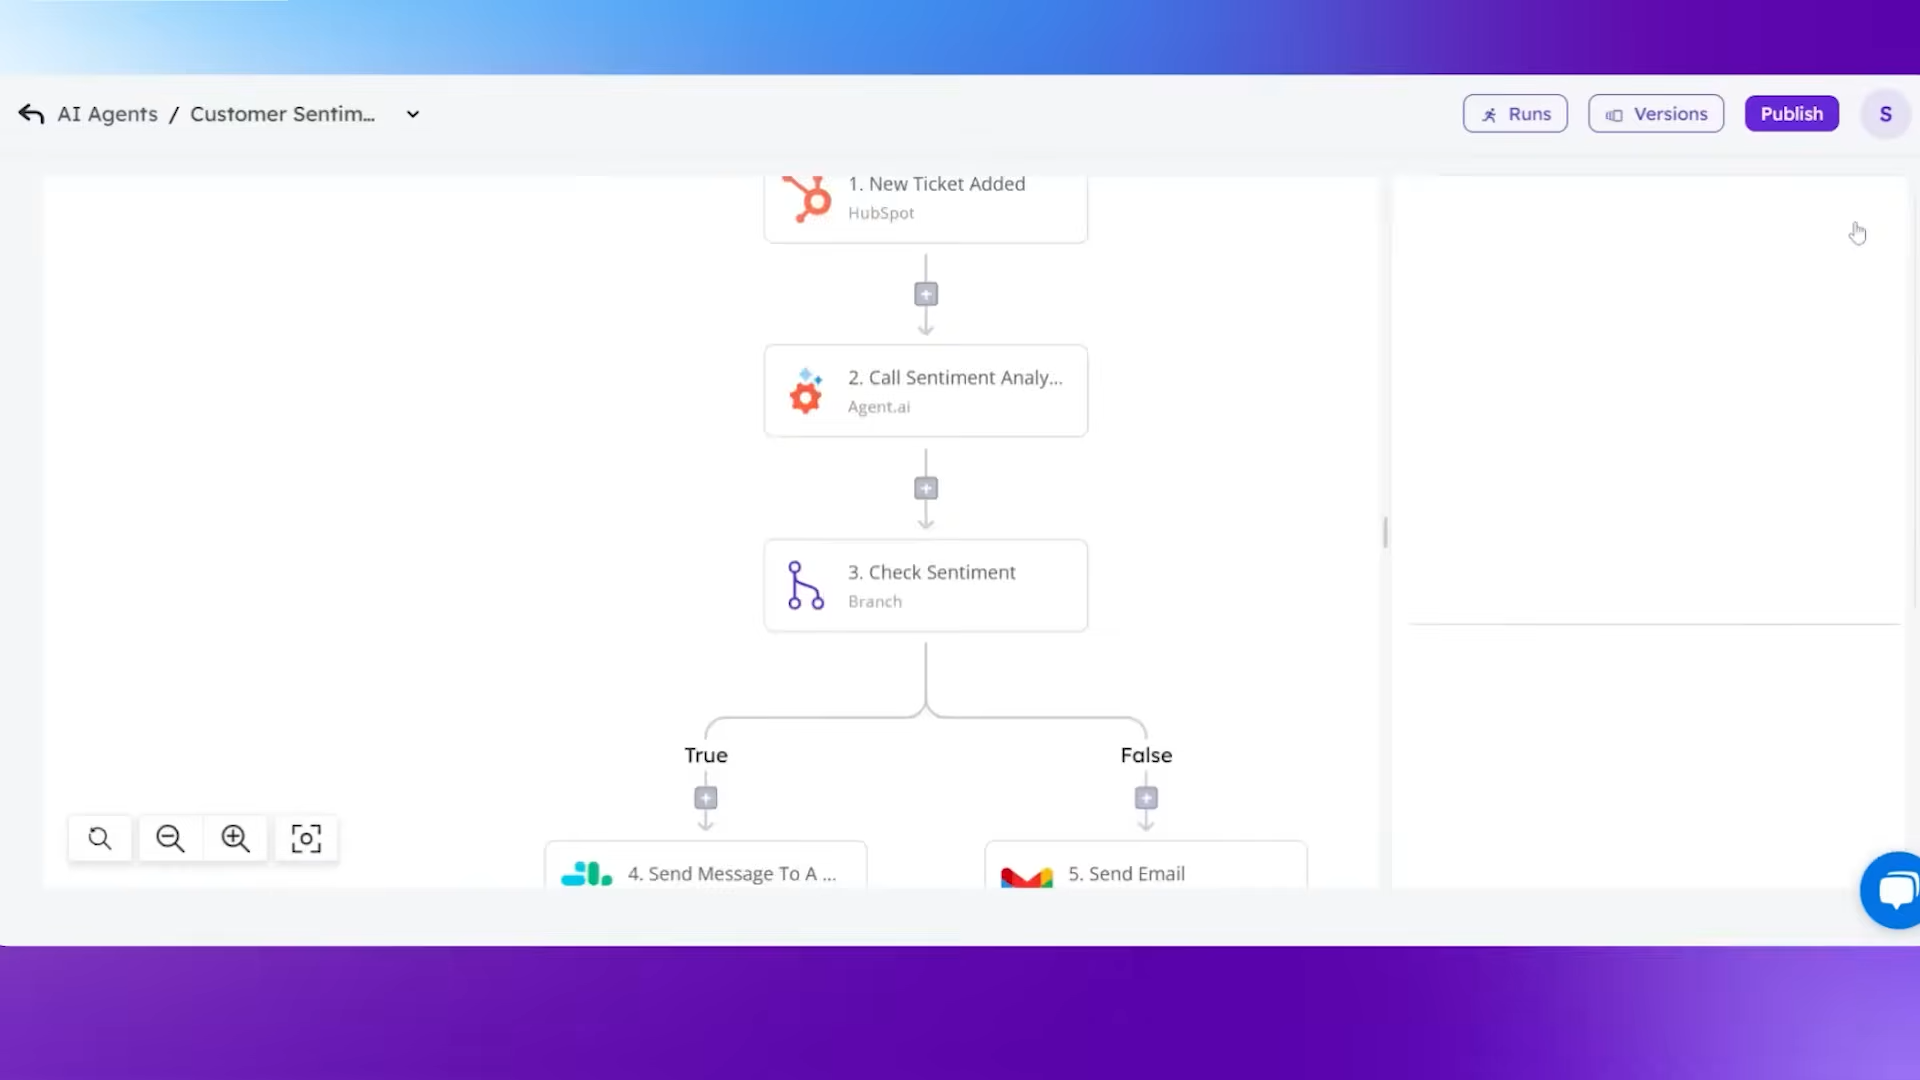 AI Agents / Customer Sentim...
Runs
Versions
Publish
S
1. New Ticket Added
HubSpot
2. Call Sentiment Analy...
Agent.ai
3. Check Sentiment
Branch
True
False
4. Send Message To A ...
5. Send Email